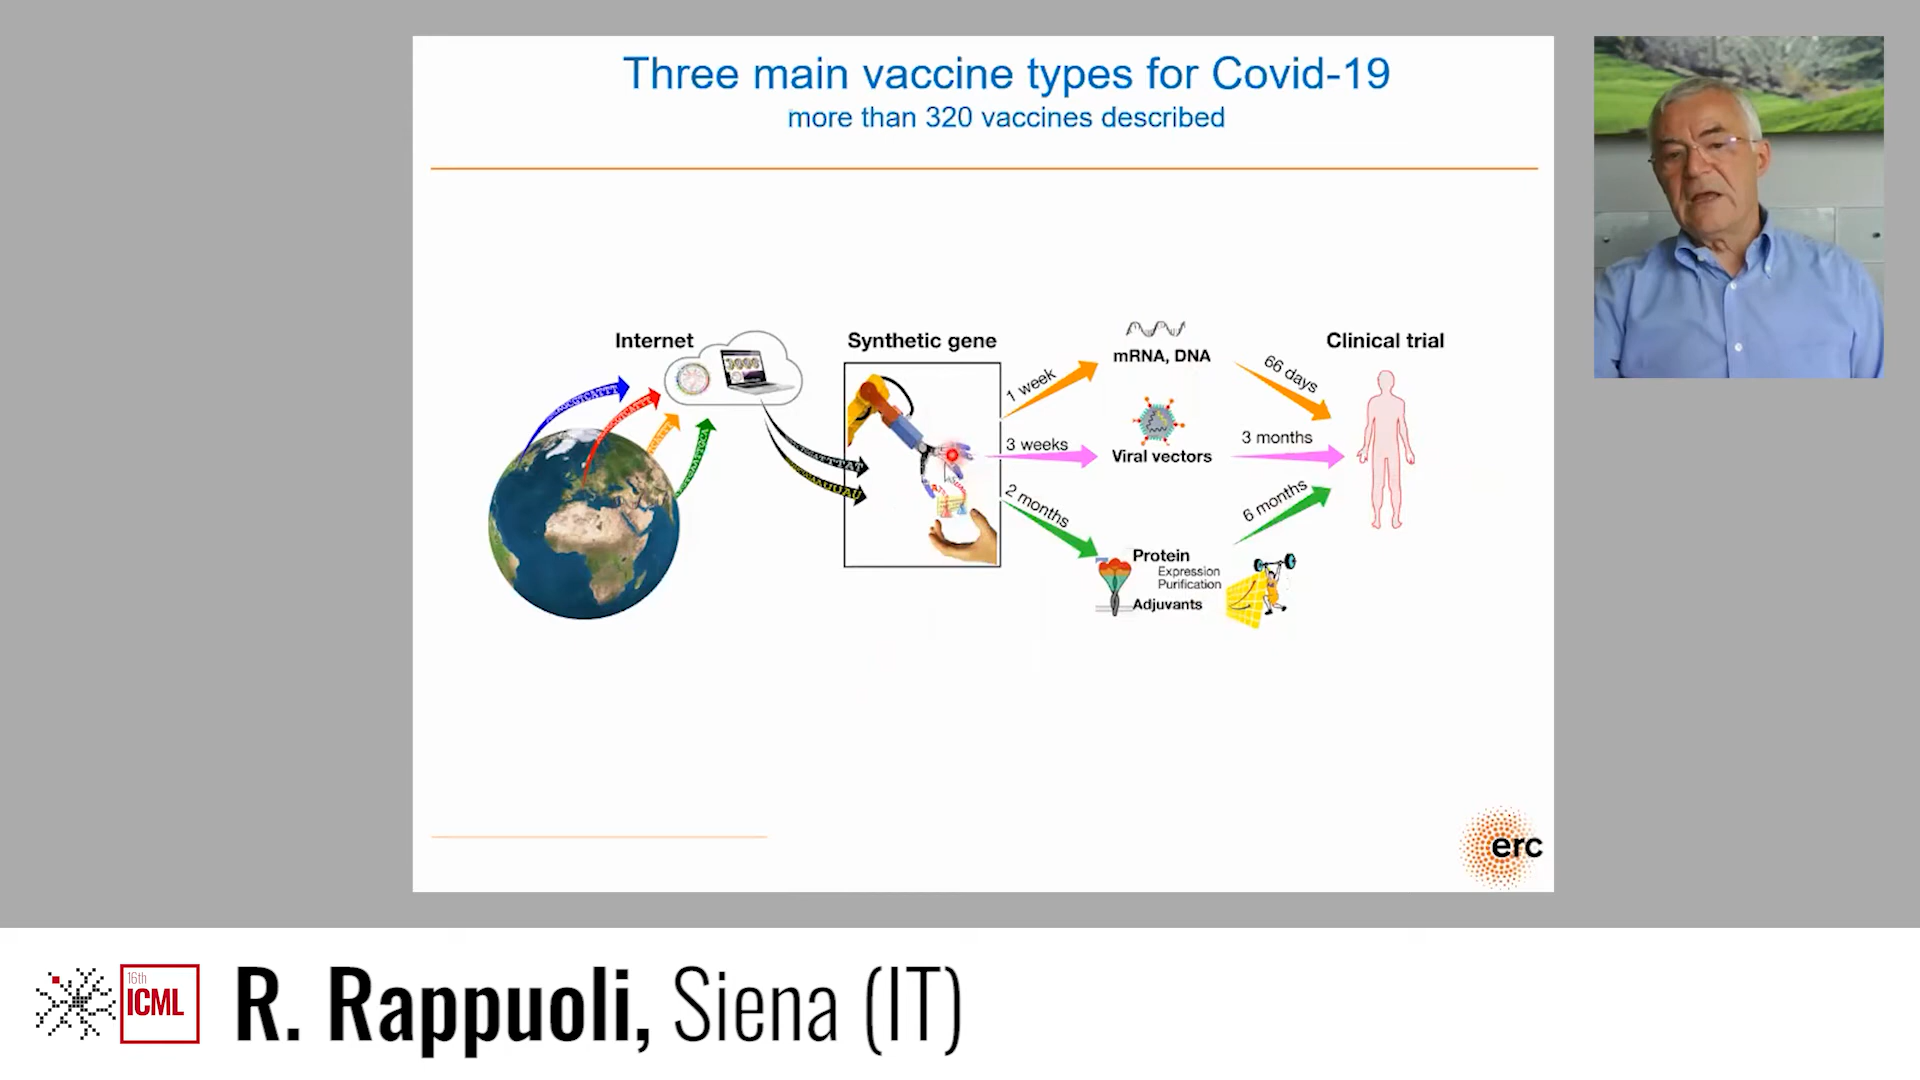 Three main vaccine types for Covid-19
more than 320 vaccines described
Internet
Synthetic gene
1 week
3 weeks
2 months
mRNA, DNA
Viral vectors
Protein
Expression
Purification
Adjuvants
66 days
3 months
6 months
Clinical trial
erc
16th
ICML
R. Rappuoli, Siena (IT)